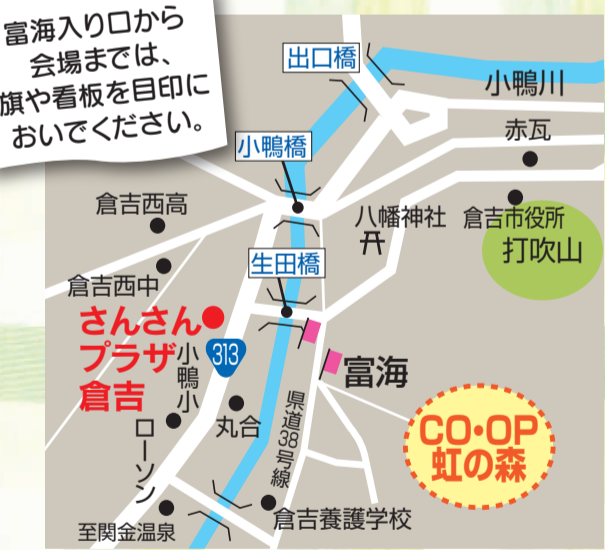 富海入り口から
会場までは、
旗や看板を目印に
おいでください。
出口橋
小鴨川
赤瓦
小鴨橋
倉吉西高
八幡神社
倉吉市役所
打吹山
生田橋
倉吉西中
さんさん
プラザ
倉吉
小鴨小
313
富海
丸合
県道38号線
CO・OP
虹の森
ローソン
倉吉養護学校
至関金温泉